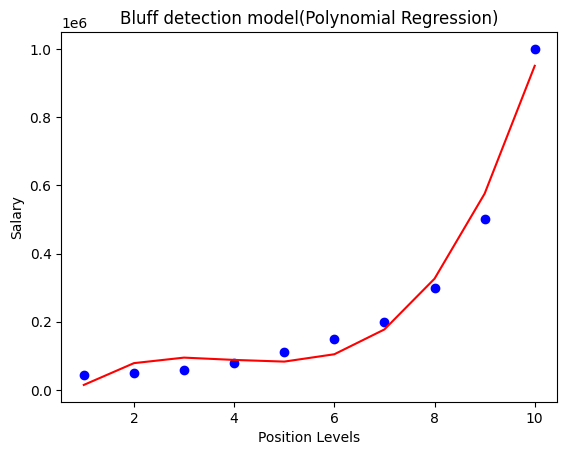 Bluff detection model(Polynomial Regression)
1e6
1.0
0.8
0.6
0.4
0.2
0.0
Salary
2 4 6 8 10
Position Levels